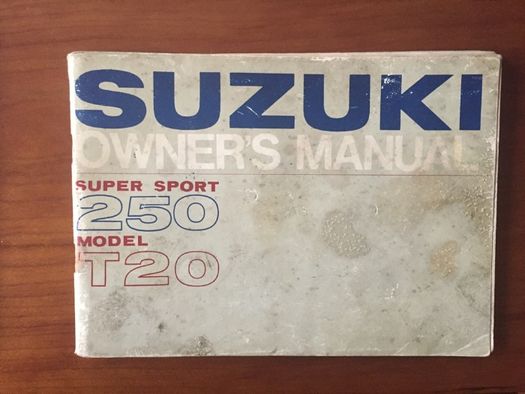 SUZUKI
OWNER'S MANUAL
SUPER SPORT
250
MODEL
T20